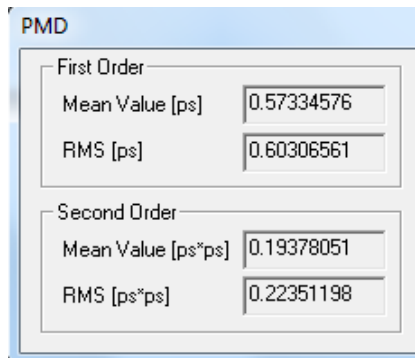 PMD
First Order
Mean Value [ps] 0.57334576
RMS [ps] 0.60306561
Second Order
Mean Value [ps*ps] 0.19378051
RMS [ps*ps] 0.22351198